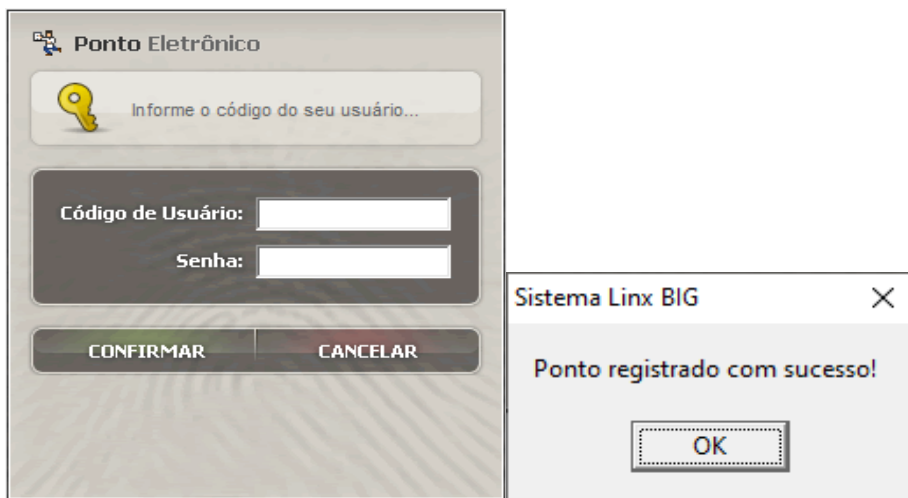 Ponto Eletrônico
Informe o código do seu usuário...
Código de Usuário:
Senha:
CONFIRMAR CANCELAR
Sistema Linx BIG
Ponto registrado com sucesso!
OK